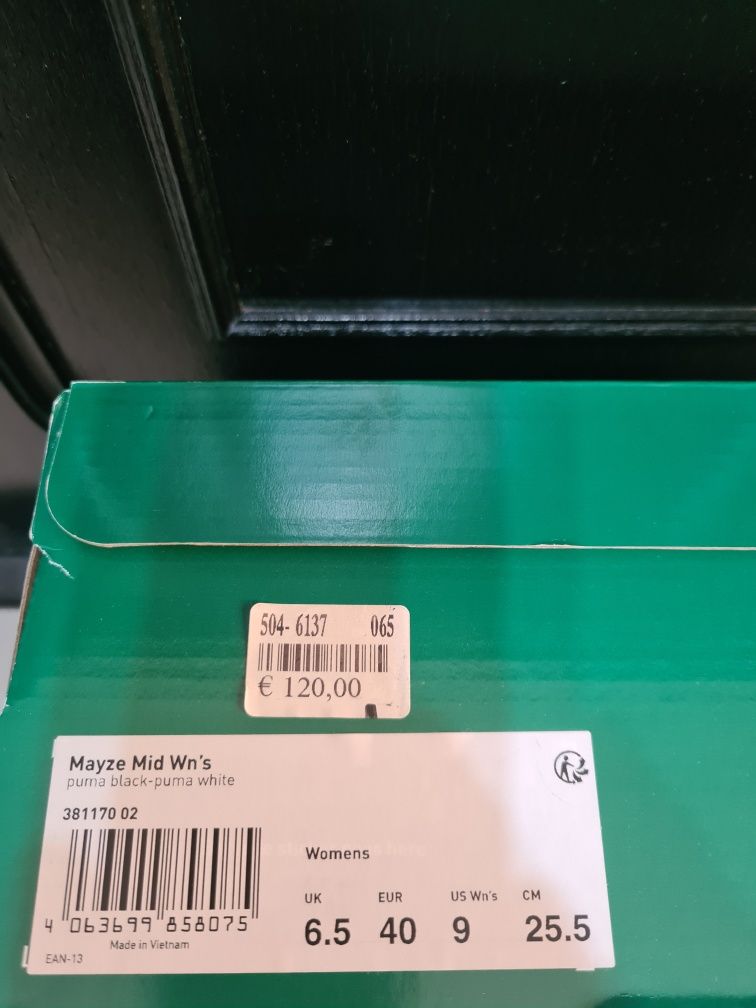 504- 6137 065
€ 120,00
Mayze Mid Wn's
puma black-puma white
381170 02
Womens
UK EUR US Wn's CM
6.5 40 9 25.5
4 063699 858075
Made in Vietnam
EAN-13